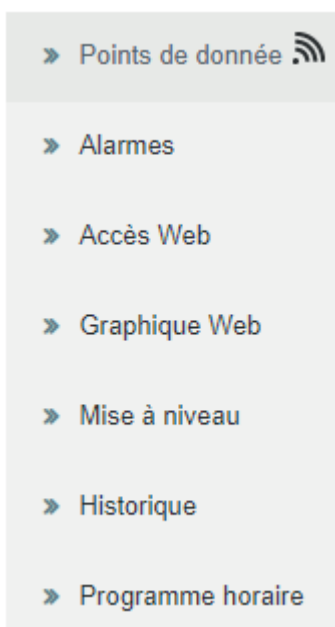 Points de donnée
Alarmes
Accès Web
Graphique Web
Mise à niveau
Historique
Programme horaire